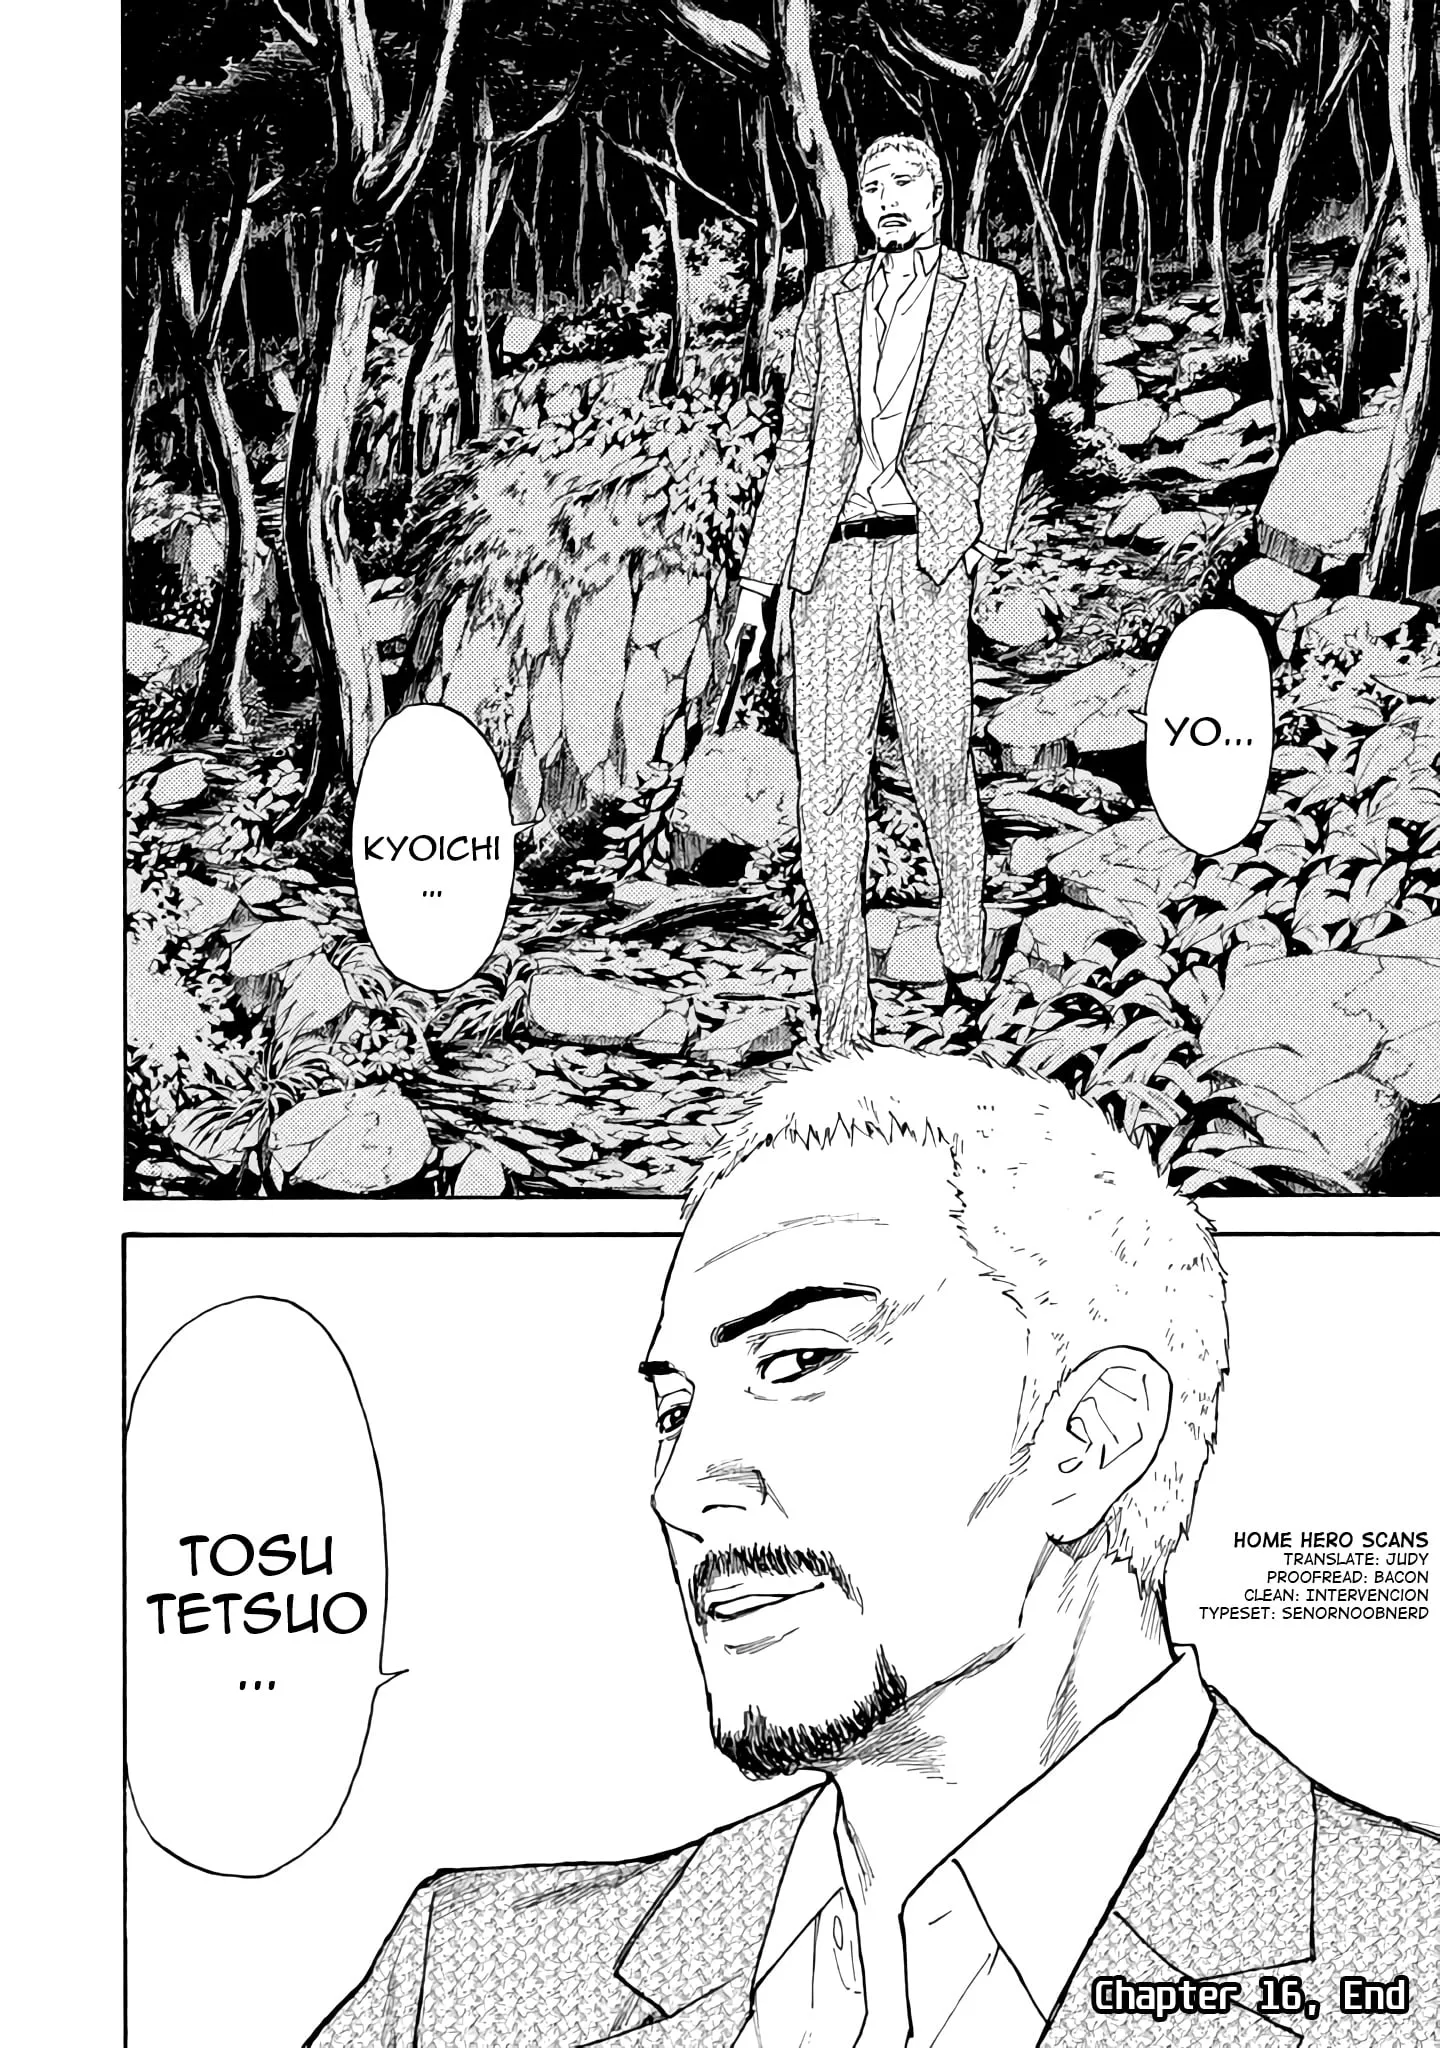 YO...
KYOICHI
...
TOSU
TETSUO
...
HOME HERO SCANS
TRANSLATE: JUDY
PROOFREAD: BACON
CLEAN: INTERVENCION
TYPESET: SENORNOOBNERD
Chapter 16, End